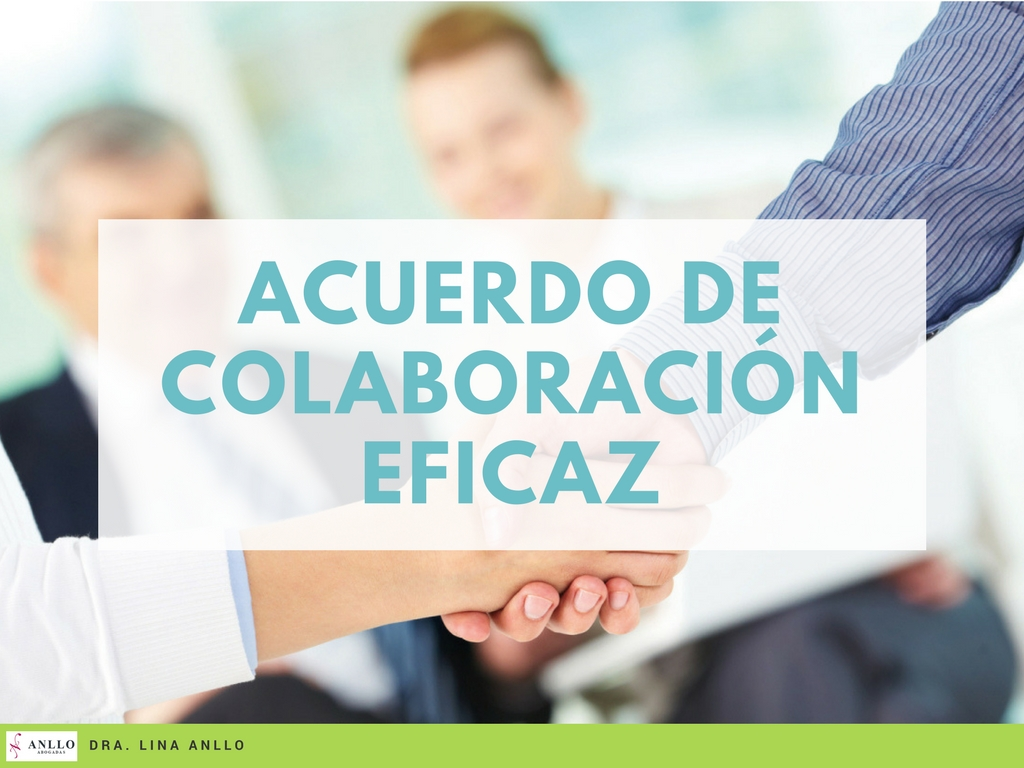 ACUERDO DE
COLABORACIÓN
EFICAZ
ANLLO
ABOGADAS
DRA. LINA ANLLO